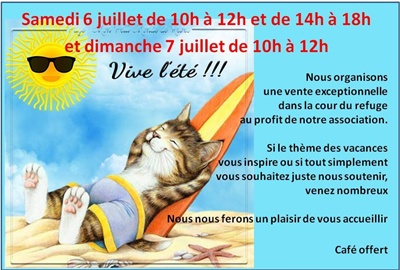 Samedi 6 juillet de 10h à 12h et de 14h à 18h
et dimanche 7 juillet de 10h à 12h
Vive l'été !!!
Nous organisons
une vente exceptionnelle
dans la cour du refuge
au profit de notre association.
Si le thème des vacances
vous inspire ou si tout simplement
vous souhaitez juste nous soutenir,
venez nombreux
Nous nous ferons un plaisir de vous accueillir
Café offert